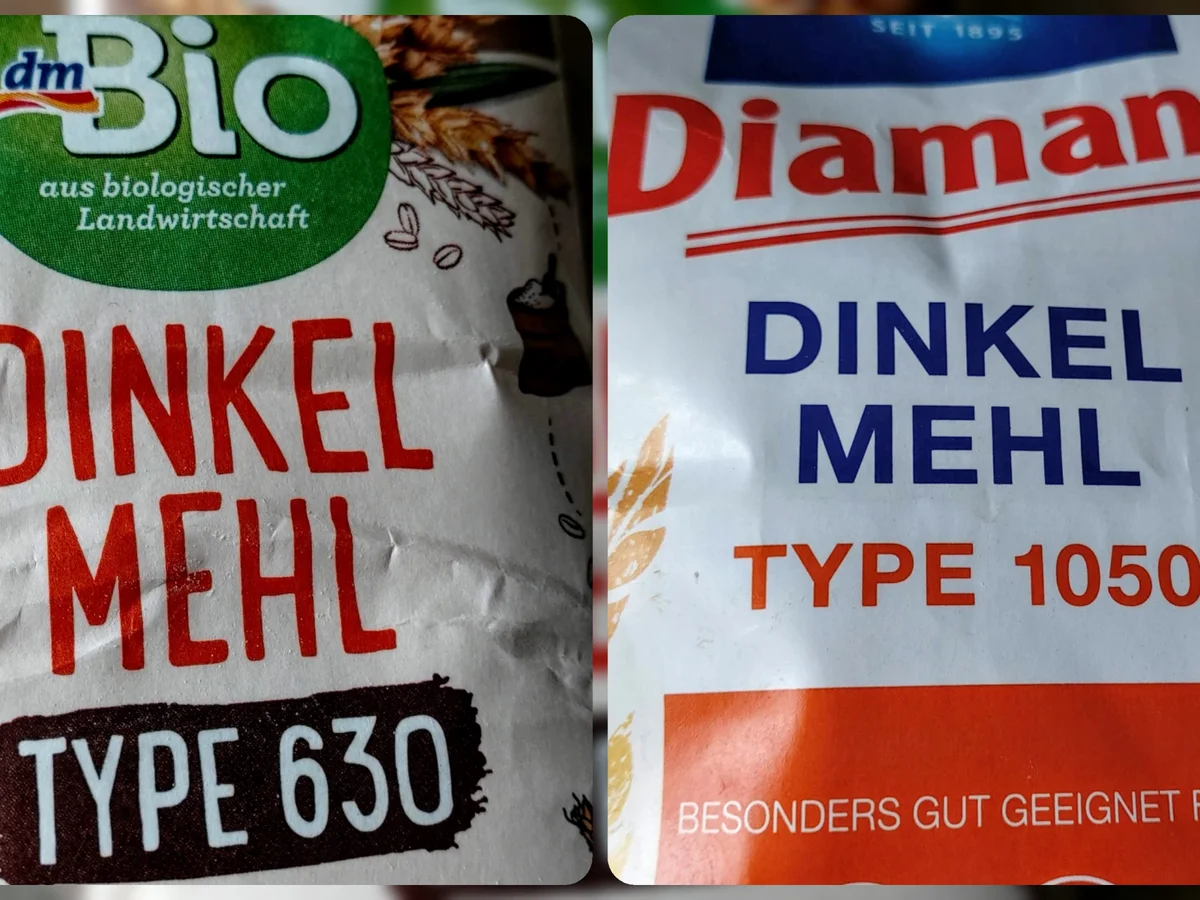 dm
Bio
aus biologischer
Landwirtschaft
DINKEL
MEHL
TYPE 630
SEIT 1895
Diaman
DINKEL
MEHL
TYPE 1050
BESONDERS GUT GEEIGNET F